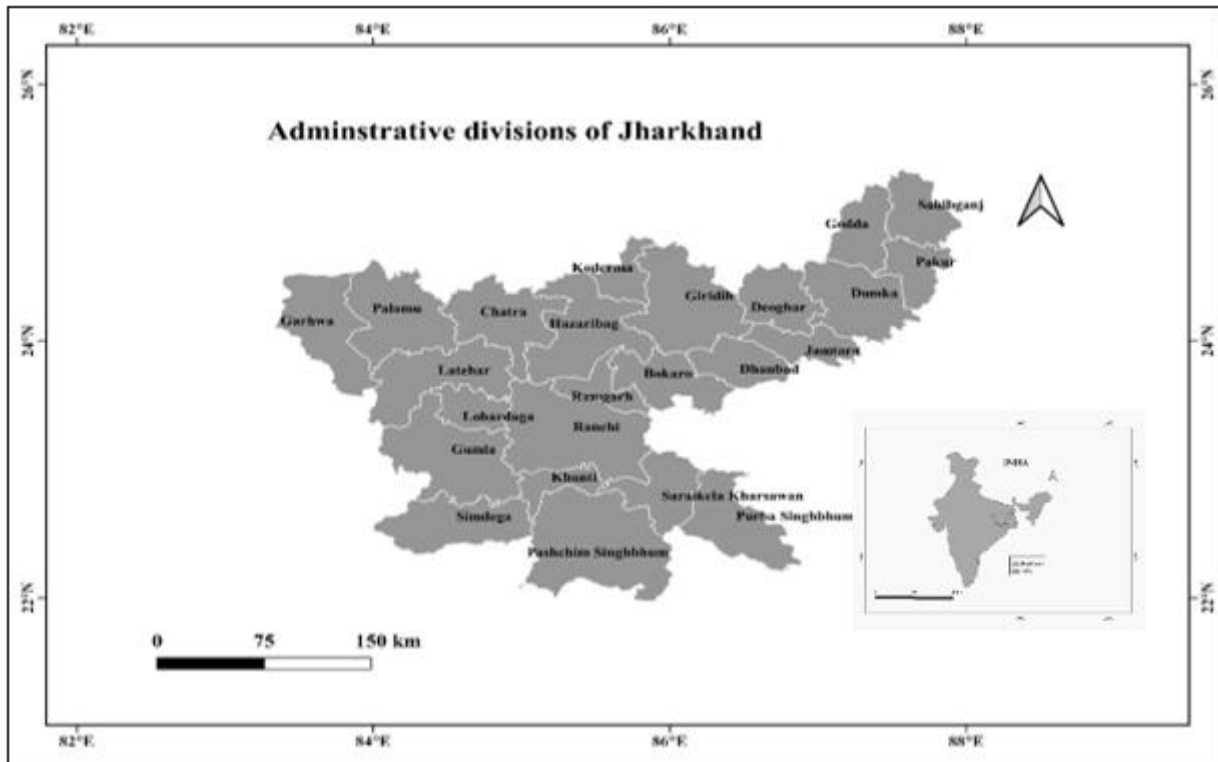 82°E 84°E 86°E 88°E
26°N 26°N
Adminstrative divisions of Jharkhand
Sahibganj
Godda
Pakur
Koderma
Giridih
Deoghar
Dumka
Palamu
Chatra
Garhwa
Hazaribag
24°N 24°N
Jamtara
Latehar
Bokaro
Dhanbad
Ramgarh
Lohardaga
Ranchi
Gumla
INDIA
Khunti
Saraikela Kharsawan
Simdega
Purba Singhbhum
Pashchim Singhbhum
22°N 22°N
0 75 150 km
82°E 84°E 86°E 88°E